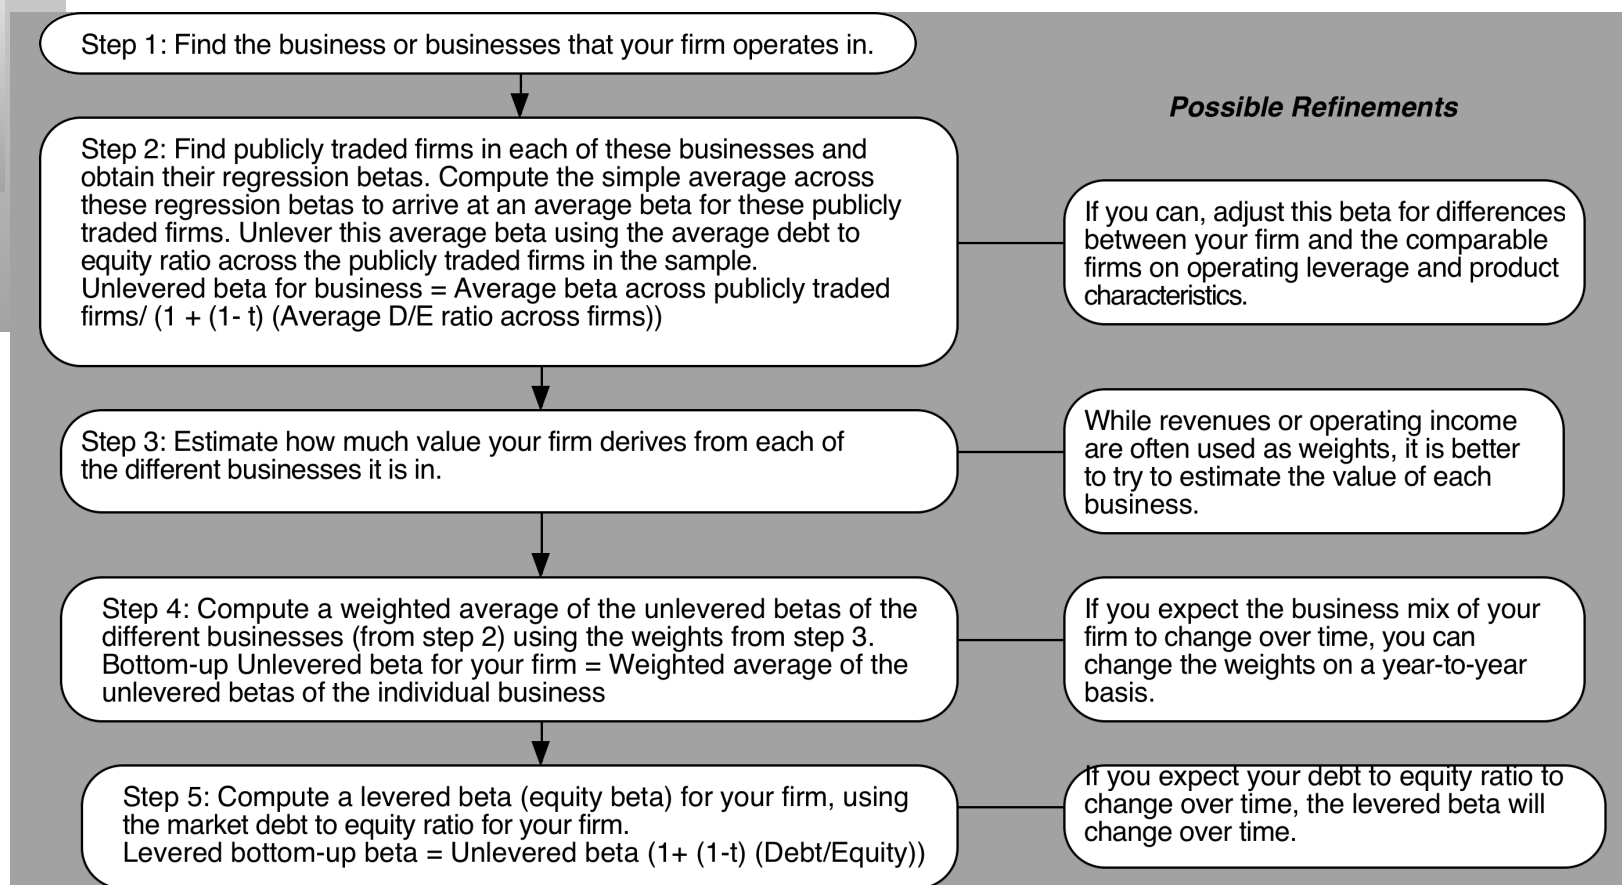 Step 1: Find the business or businesses that your firm operates in.
Possible Refinements
Step 2: Find publicly traded firms in each of these businesses and
obtain their regression betas. Compute the simple average across
these regression betas to arrive at an average beta for these publicly
traded firms. Unlever this average beta using the average debt to
equity ratio across the publicly traded firms in the sample.
Unlevered beta for business = Average beta across publicly traded
firms/ (1 + (1- t) (Average D/E ratio across firms))
If you can, adjust this beta for differences
between your firm and the comparable
firms on operating leverage and product
characteristics.
Step 3: Estimate how much value your firm derives from each of
the different businesses it is in.
While revenues or operating income
are often used as weights, it is better
to try to estimate the value of each
business.
Step 4: Compute a weighted average of the unlevered betas of the
different businesses (from step 2) using the weights from step 3.
Bottom-up Unlevered beta for your firm = Weighted average of the
unlevered betas of the individual business
If you expect the business mix of your
firm to change over time, you can
change the weights on a year-to-year
basis.
Step 5: Compute a levered beta (equity beta) for your firm, using
the market debt to equity ratio for your firm.
Levered bottom-up beta = Unlevered beta (1+ (1-t) (Debt/Equity))
If you expect your debt to equity ratio to
change over time, the levered beta will
change over time.